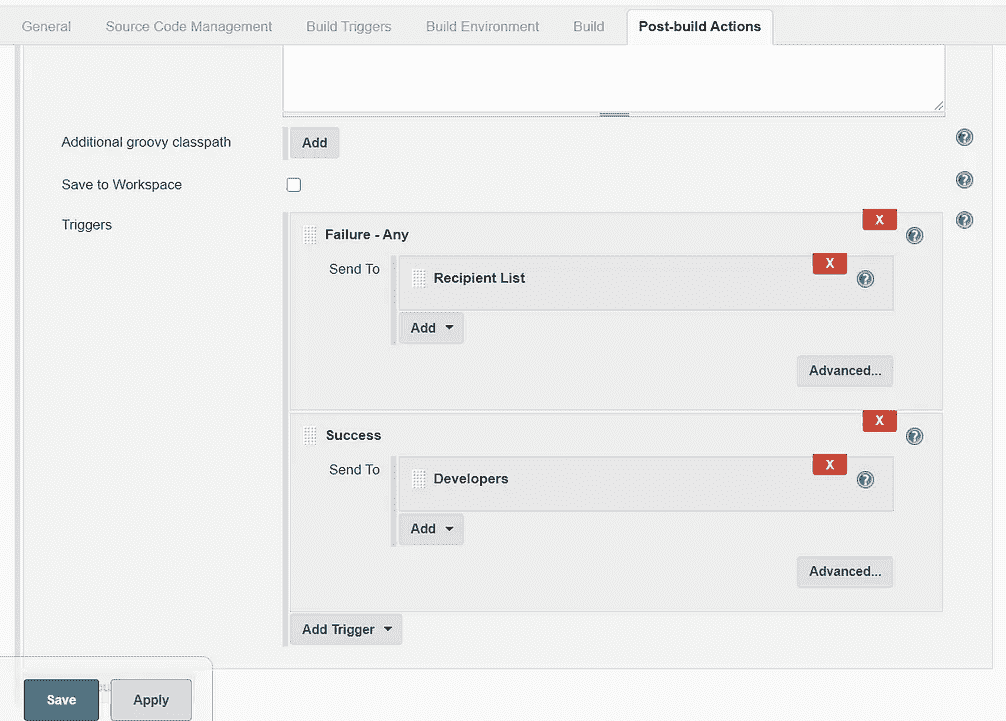 General Source Code Management Build Triggers Build Environment Build Post-build Actions
Additional groovy classpath Add
Save to Workspace
Triggers
X
Failure - Any
Send To
X
Recipient List
Add
Advanced...
X
Success
Send To
X
Developers
Add
Advanced...
Add Trigger
Save Apply